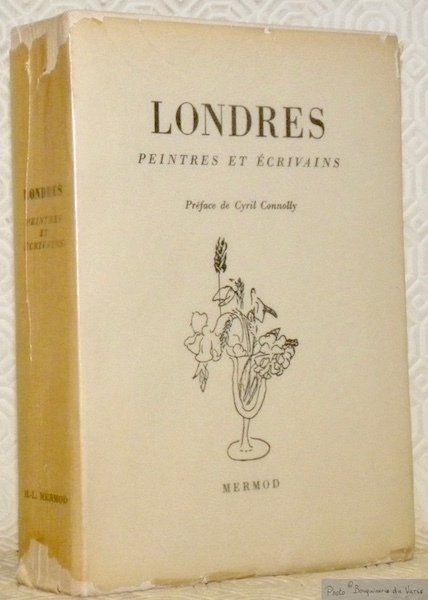 LONDRES
PEINTRES ET ÉCRIVAINS
Préface de Cyril Connolly
MERMOD
LONDRES
PEINTRES
ET
ÉCRIVAINS
H.-L. MERMOD
Photo © Bouquinerie du Varis